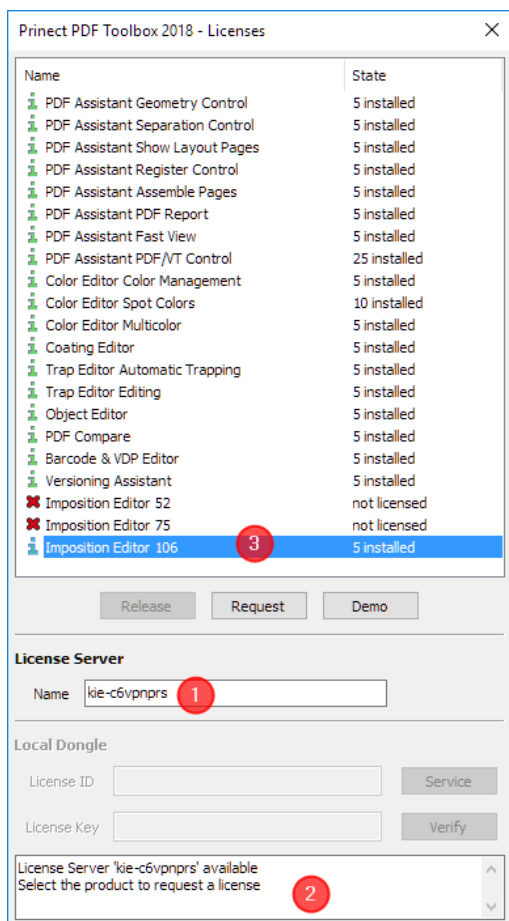 Prinect PDF Toolbox 2018 - Licenses
Name State
PDF Assistant Geometry Control 5 installed
PDF Assistant Separation Control 5 installed
PDF Assistant Show Layout Pages 5 installed
PDF Assistant Register Control 5 installed
PDF Assistant Assemble Pages 5 installed
PDF Assistant PDF Report 5 installed
PDF Assistant Fast View 5 installed
PDF Assistant PDF/VT Control 25 installed
Color Editor Color Management 5 installed
Color Editor Spot Colors 10 installed
Color Editor Multicolor 5 installed
Coating Editor 5 installed
Trap Editor Automatic Trapping 5 installed
Trap Editor Editing 5 installed
Object Editor 5 installed
PDF Compare 5 installed
Barcode & VDP Editor 5 installed
Versioning Assistant 5 installed
Imposition Editor 52 not licensed
Imposition Editor 75 not licensed
Imposition Editor 106 3 5 installed
Release Request Demo
License Server
Name kie-c6vpnprs 1
Local Dongle
License ID Service
License Key Verify
License Server 'kie-c6vpnprs' available
Select the product to request a license 2